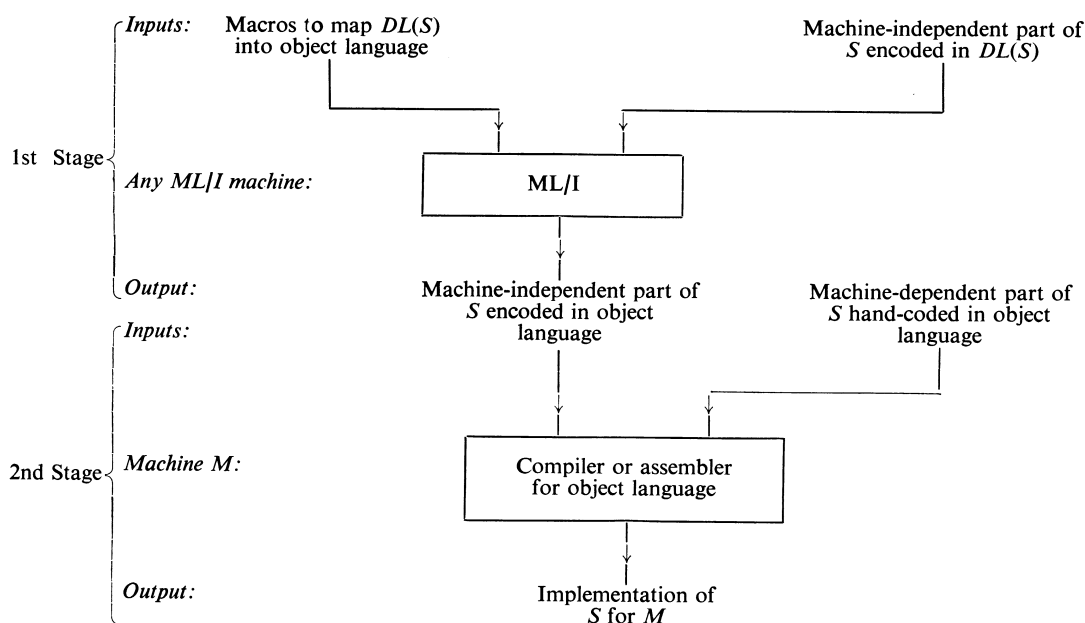 Inputs:
Macros to map DL(S)
into object language
Machine-independent part of
S encoded in DL(S)
1st Stage
Any ML/I machine:
ML/I
Output:
Machine-independent part of
S encoded in object
language
Machine-dependent part of
S hand-coded in object
language
Inputs:
2nd Stage
Machine M:
Compiler or assembler
for object language
Output:
Implementation of
S for M